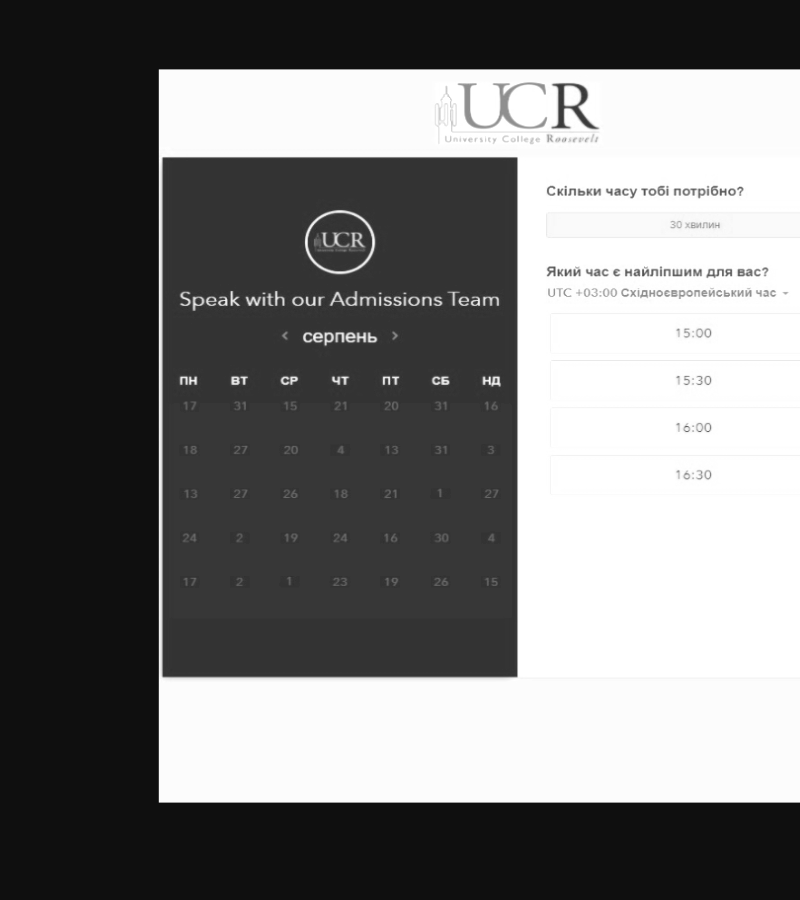 UCR
University College Roosevelt
UCR
Speak with our Admissions Team
‹ серпень ›
ПН ВТ СР ЧТ ПТ СБ НД
17 31 15 21 20 31 16
18 27 20 4 13 31 3
13 27 26 18 21 1 27
24 2 19 24 16 30 4
17 2 1 23 19 26 15
Скільки часу тобі потрібно?
30 хвилин
Який час є найліпшим для вас?
UTC +03:00 Східноєвропейський час
15:00
15:30
16:00
16:30